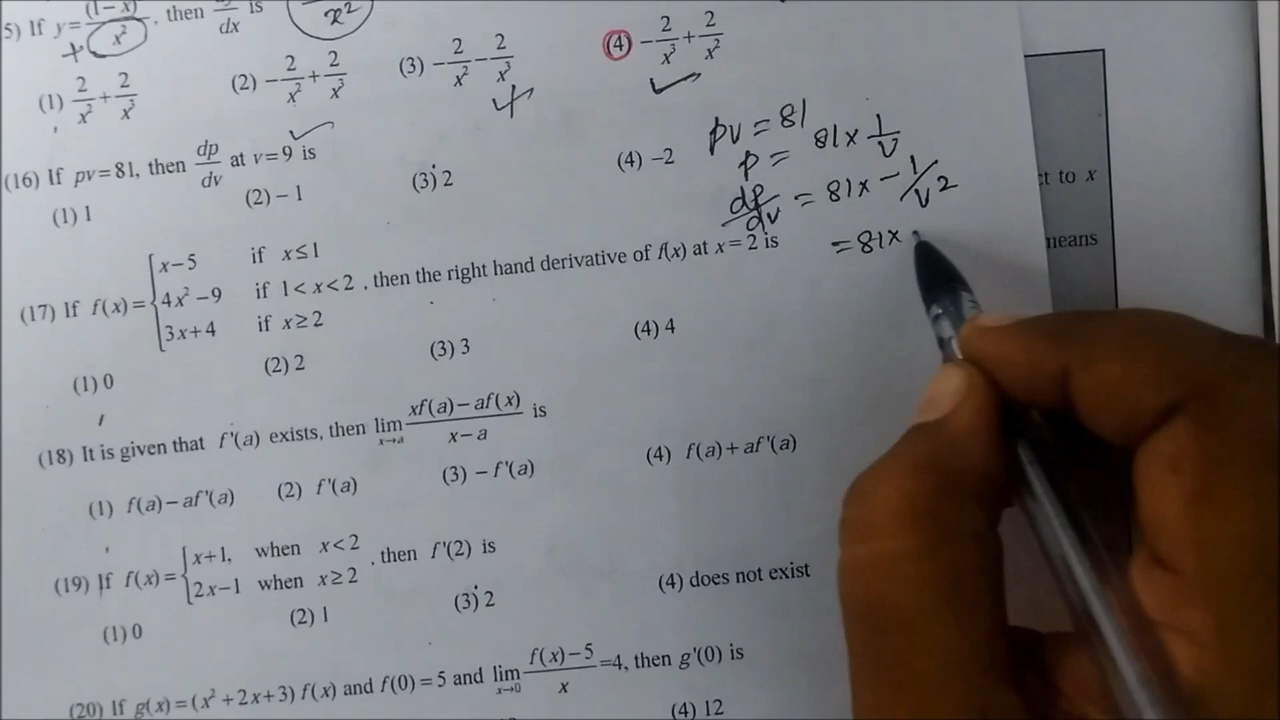 5) If y = (1−x)/x², then dy/dx is
x²
(1) 2/x² + 2/x³ (2) −2/x² + 2/x³ (3) −2/x² − 2/x³ (4) −2/x³ + 2/x²
(16) If pv = 81, then dp/dv at v = 9 is
(1) 1 (2) −1 (3) 2 (4) −2
pv = 81
p = 81 x 1/v
dp/dv = 81 x −1/v2
= 81 x
ct to x
means
(17) If f(x) = { x−5 if x ≤ 1
4x² − 9 if 1 < x < 2 , then the right hand derivative of f(x) at x = 2 is
3x + 4 if x ≥ 2
(1) 0 (2) 2 (3) 3 (4) 4
(18) It is given that f'(a) exists, then lim x→a (xf(a) − af(x))/(x − a) is
(1) f(a) − af'(a) (2) f'(a) (3) −f'(a) (4) f(a) + af'(a)
(19) If f(x) = { x+1, when x < 2
2x−1 when x ≥ 2 , then f'(2) is
(1) 0 (2) 1 (3) 2 (4) does not exist
(20) If g(x) = (x² + 2x + 3) f(x) and f(0) = 5 and lim x→0 (f(x) − 5)/x = 4, then g'(0) is
(4) 12